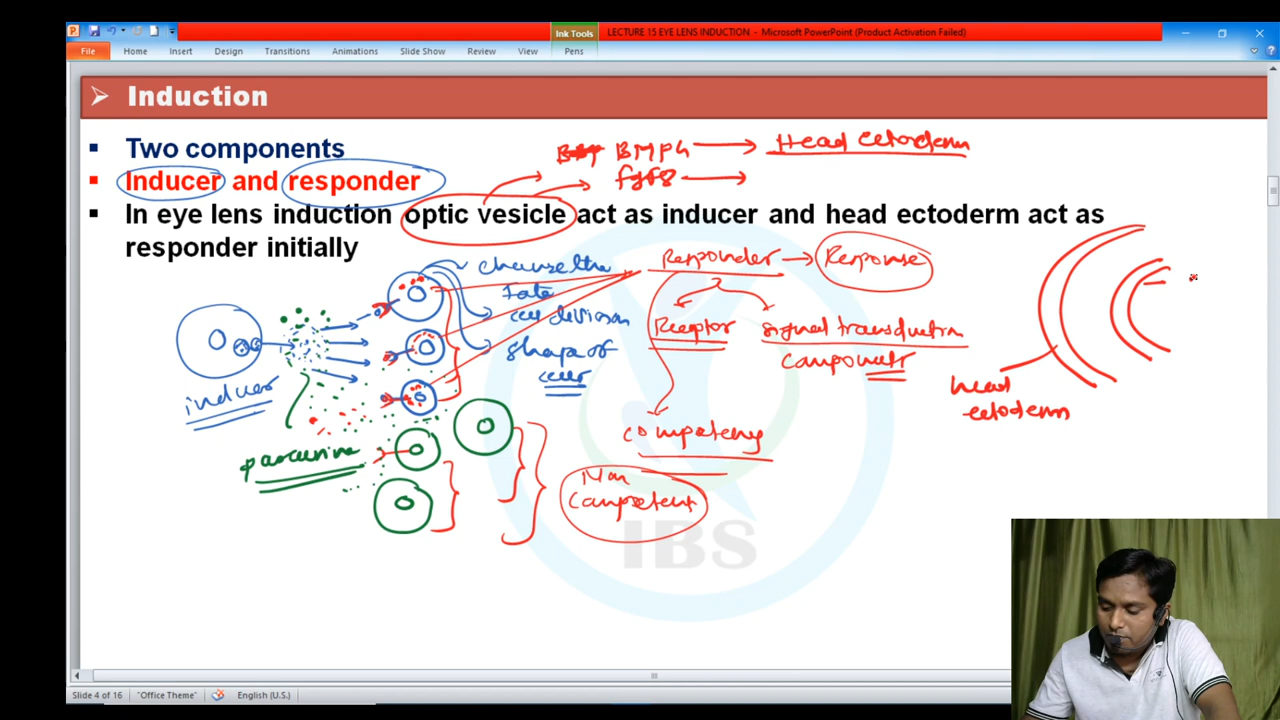 LECTURE 15 EYE LENS INDUCTION - Microsoft PowerPoint (Product Activation Failed)
Ink Tools
File Home Insert Design Transitions Animations Slide Show Review View Pens
Induction
Two components
BMP4 Head ectoderm
Inducer and responder
fgf8
In eye lens induction optic vesicle act as inducer and head ectoderm act as
responder initially
Responder Response
change the
fate
cell division
shape of
cell
Receptor signal transduction
components
inducer
head
ectoderm
paracrine
competency
Non
Competent
IBS
Slide 4 of 16 "Office Theme" English (U.S.)